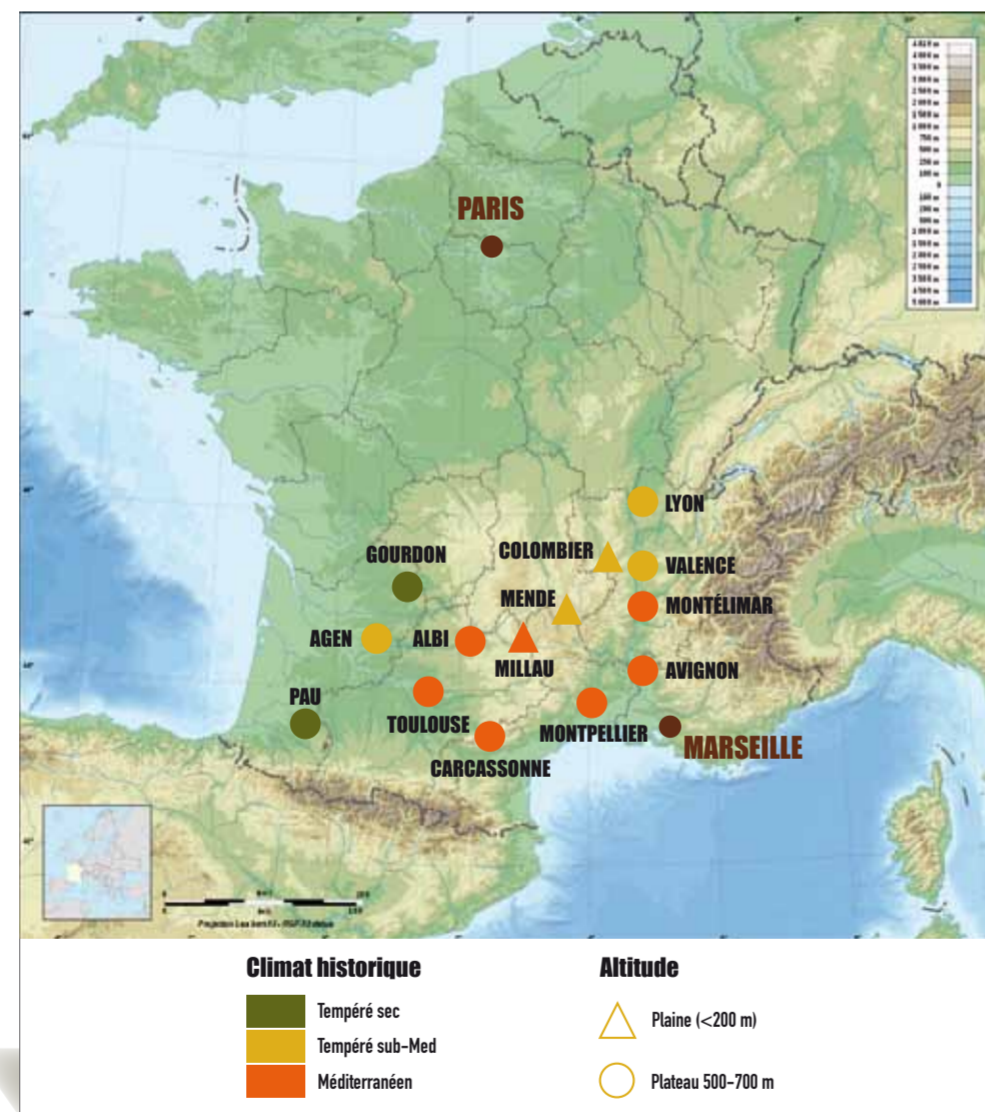 PARIS
LYON
COLOMBIER
GOURDON
VALENCE
MENDE
MONTÉLIMAR
AGEN
ALBI
MILLAU
AVIGNON
PAU
TOULOUSE
MONTPELLIER
MARSEILLE
CARCASSONNE
Climat historique
Tempéré sec
Tempéré sub-Med
Méditerranéen
Altitude
Plaine (<200 m)
Plateau 500-700 m